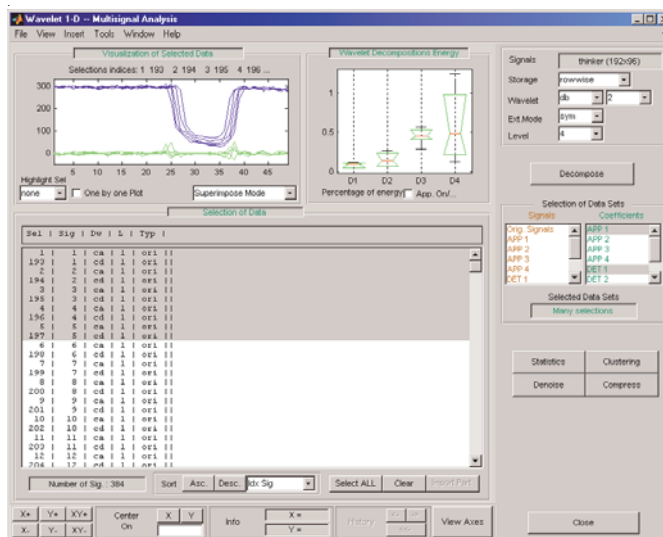 Wavelet 1-D -- Multisignal Analysis
File View Insert Tools Window Help
Visualization of Selected Data
Selections indices: 1 193 2 194 3 195 4 196 ...
300
200
100
0
5 10 15 20 25 30 35 40 45
Highlight Sel
none
One by one Plot
Superimpose Mode
Wavelet Decompositions Energy
1
0.5
0
D1 D2 D3 D4
Percentage of energy
App. On/...
Signals thinker (192x96)
Storage rowwise
Wavelet db 2
Ext.Mode sym
Level 4
Decompose
Selection of Data Sets
Signals Coefficients
Orig. Signals APP 1
APP 1 APP 2
APP 2 APP 3
APP 3 APP 4
APP 4 DET 1
DET 1 DET 2
Selected Data Sets
Many selections
Statistics Clustering
Denoise Compress
Close
Selection of Data
Sel | Sig | Dw | L | Typ |
1 | 1 | ca | 1 | ori ||
193 | 1 | cd | 1 | ori ||
2 | 2 | ca | 1 | ori ||
194 | 2 | cd | 1 | ori ||
3 | 3 | ca | 1 | ori ||
195 | 3 | cd | 1 | ori ||
4 | 4 | ca | 1 | ori ||
196 | 4 | cd | 1 | ori ||
5 | 5 | ca | 1 | ori ||
197 | 5 | cd | 1 | ori ||
6 | 6 | ca | 1 | ori ||
198 | 6 | cd | 1 | ori ||
7 | 7 | ca | 1 | ori ||
199 | 7 | cd | 1 | ori ||
8 | 8 | ca | 1 | ori ||
200 | 8 | cd | 1 | ori ||
9 | 9 | ca | 1 | ori ||
201 | 9 | cd | 1 | ori ||
10 | 10 | ca | 1 | ori ||
202 | 10 | cd | 1 | ori ||
11 | 11 | ca | 1 | ori ||
203 | 11 | cd | 1 | ori ||
12 | 12 | ca | 1 | ori ||
204 | 12 | cd | 1 | ori ||
Number of Sig. : 384
Sort Asc. Desc. Idx Sig
Select ALL Clear Import Part
X+ Y+ XY+
X- Y- XY-
Center On
X Y
Info
X =
Y =
History
<- ->
<<-
View Axes